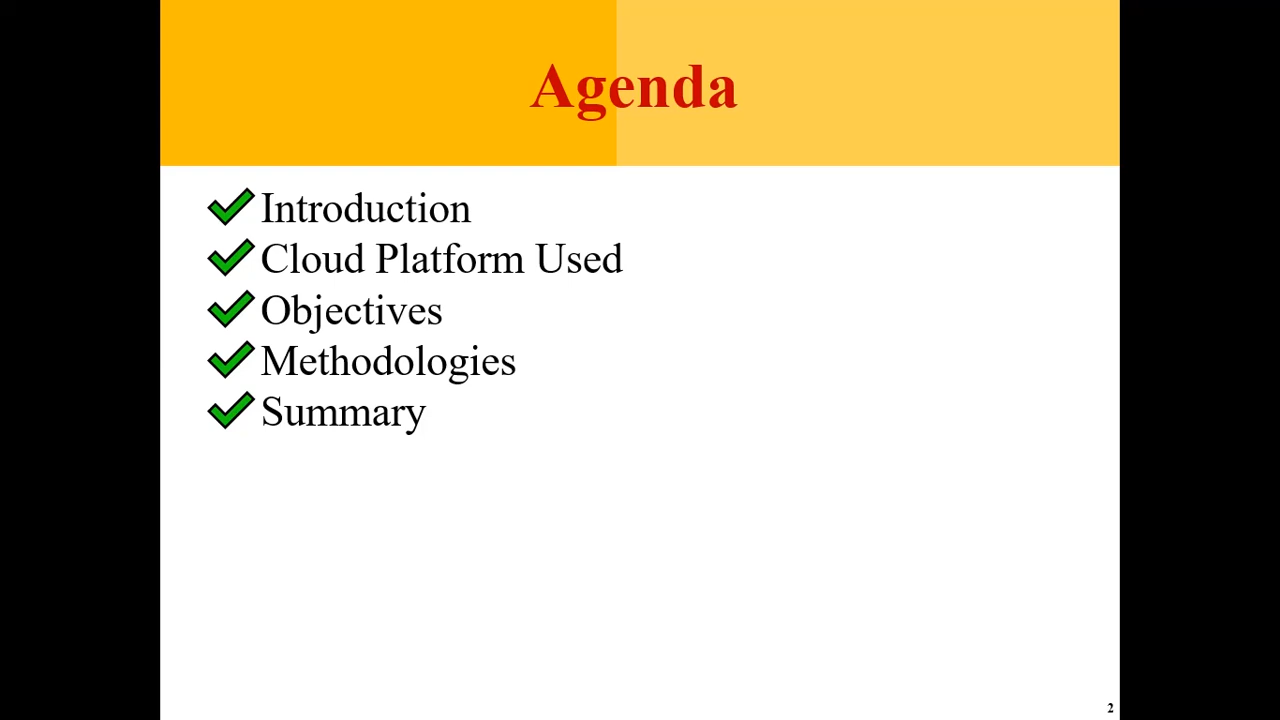 Agenda
Introduction
Cloud Platform Used
Objectives
Methodologies
Summary
2